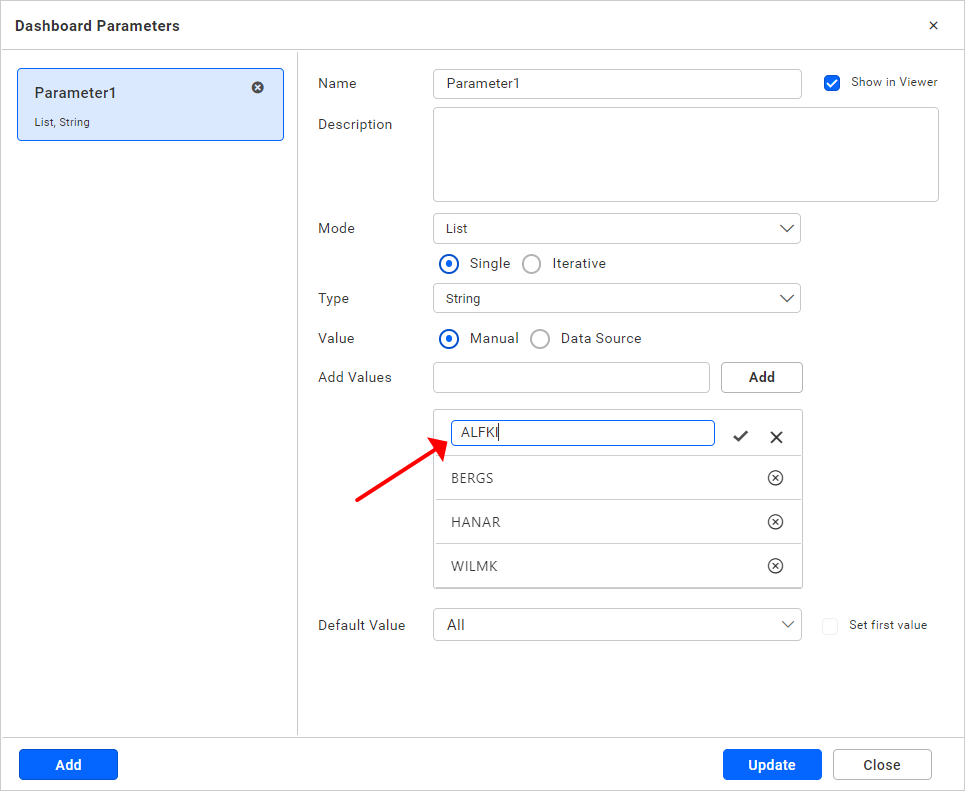 Dashboard Parameters
Parameter1
List, String
Name Parameter1 Show in Viewer
Description
Mode List
Single Iterative
Type String
Value Manual Data Source
Add Values Add
ALFKI
BERGS
HANAR
WILMK
Default Value All Set first value
Add Update Close